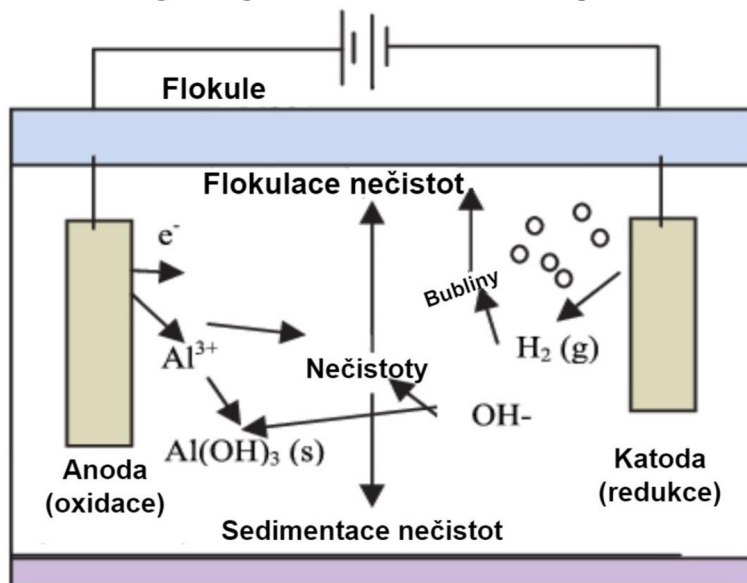 Flokule
Flokulace nečistot
e⁻
Bubliny
Al³⁺
H₂ (g)
Nečistoty
OH-
Al(OH)₃ (s)
Anoda
(oxidace)
Katoda
(redukce)
Sedimentace nečistot